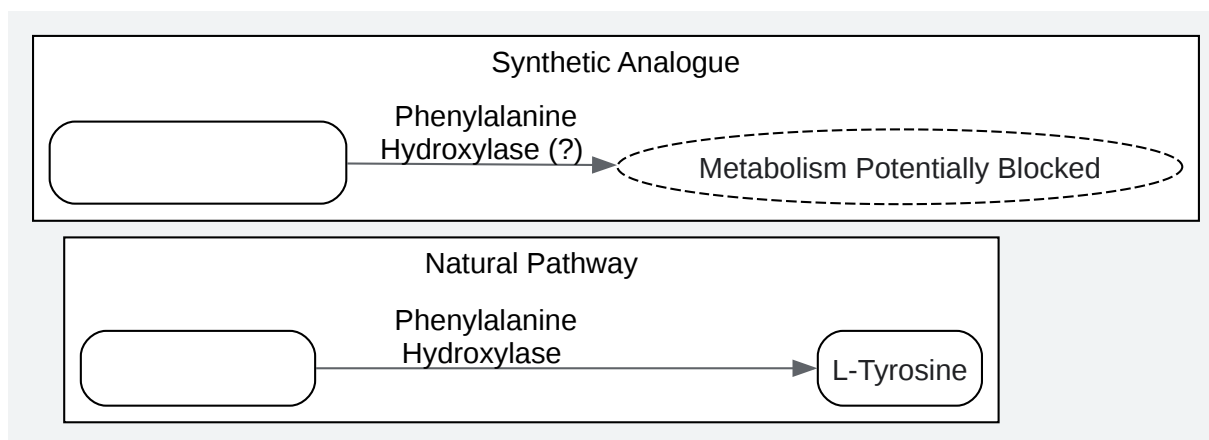 Synthetic Analogue
Phenylalanine
Hydroxylase (?)
Metabolism Potentially Blocked
Natural Pathway
Phenylalanine
Hydroxylase
L-Tyrosine